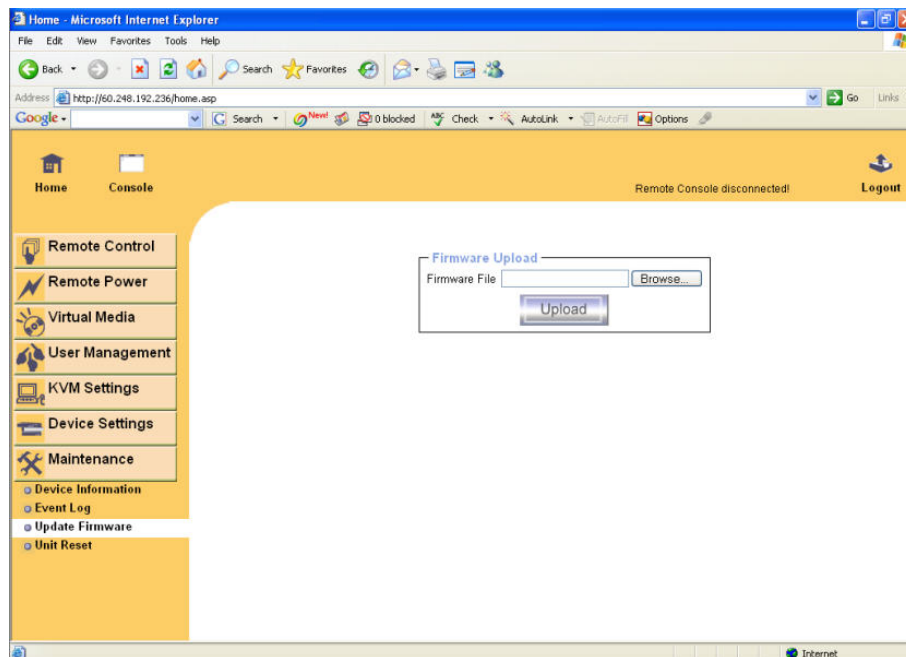 Home - Microsoft Internet Explorer
File Edit View Favorites Tools Help
Back Search Favorites
Address http://60.248.192.236/home.asp Go Links
Google Search New! 0 blocked ABC Check AutoLink AutoFill Options
Home Console Remote Console disconnected! Logout
Remote Control
Remote Power
Virtual Media
User Management
KVM Settings
Device Settings
Maintenance
Device Information
Event Log
Update Firmware
Unit Reset
Firmware Upload
Firmware File Browse...
Upload
Internet